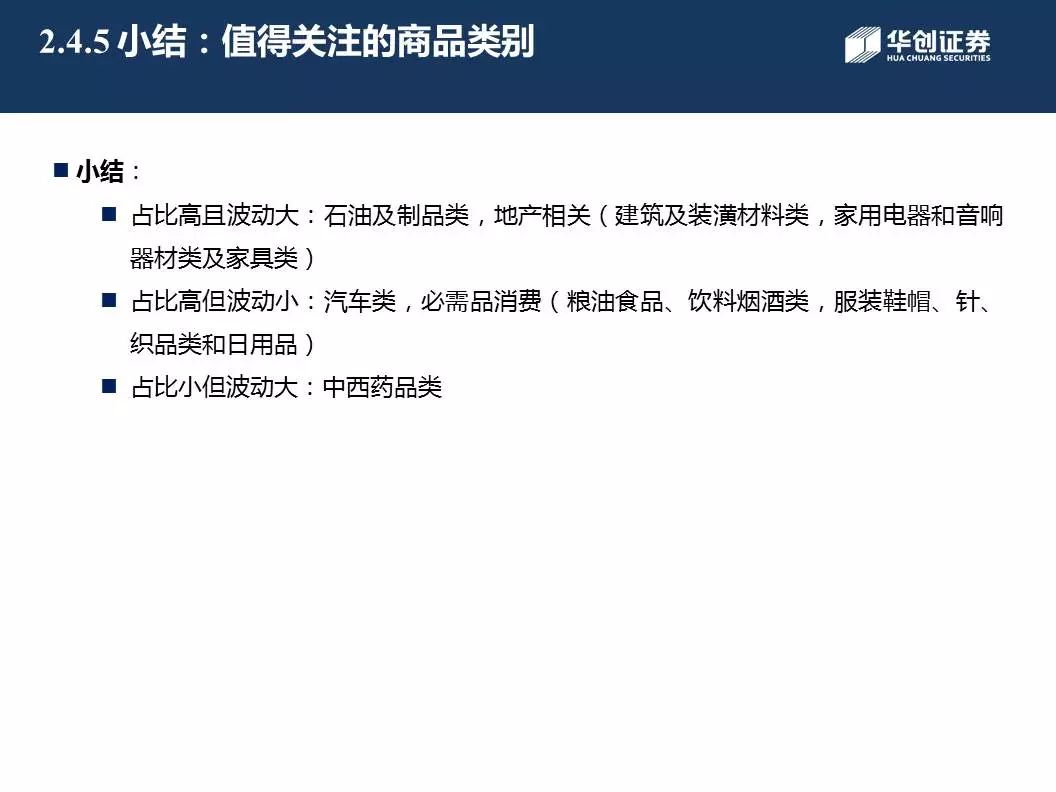 2.4.5 小结：值得关注的商品类别
华创证券
HUA CHUANG SECURITIES
小结：
占比高且波动大：石油及制品类，地产相关（建筑及装潢材料类，家用电器和音响
器材类及家具类）
占比高但波动小：汽车类，必需品消费（粮油食品、饮料烟酒类，服装鞋帽、针、
织品类和日用品）
占比小但波动大：中西药品类